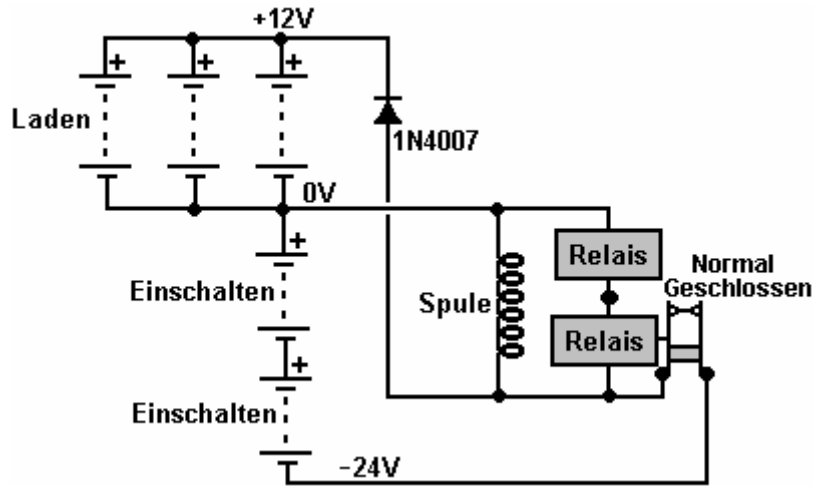 +12V
+
+
+
Laden
1N4007
0V
+
Relais
Normal
Geschlossen
Einschalten
Spule
Relais
+
Einschalten
−24V